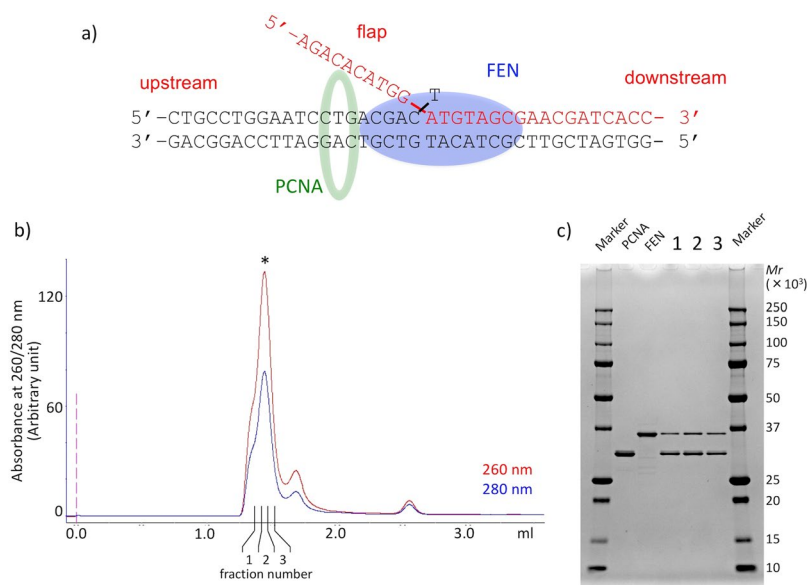 a)
5′-AGACACATGG
flap
T
FEN
upstream
downstream
5′-CTGCCTGGAATCCTGACGAC ATGTAGCGAACGATCACC- 3′
3′-GACGGACCTTAGGACTGCTG TACATCGCTTGCTAGTGG- 5′
PCNA
b)
Absorbance at 260/280 nm
(Arbitrary unit)
120
60
0
*
260 nm
280 nm
0.0 1.0 2.0 3.0 ml
1 2 3
fraction number
c)
Marker PCNA FEN 1 2 3 Marker
Mr
(×10³)
250
150
100
75
50
37
25
20
15
10